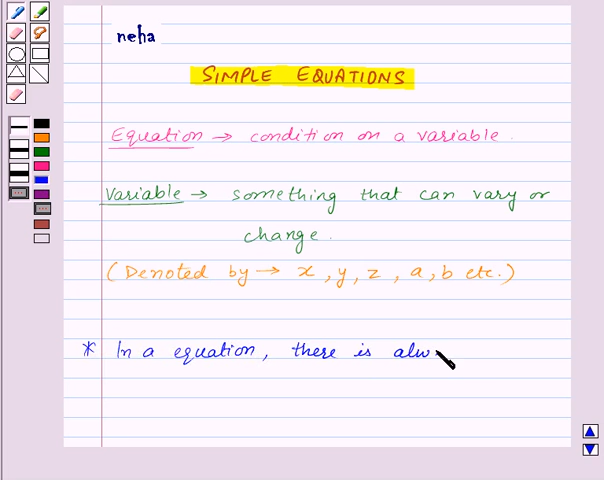 neha
SIMPLE EQUATIONS
Equation → condition on a variable.
Variable → something that can vary or
change.
(Denoted by → x, y, z, a, b etc.)
* In a equation, there is alw